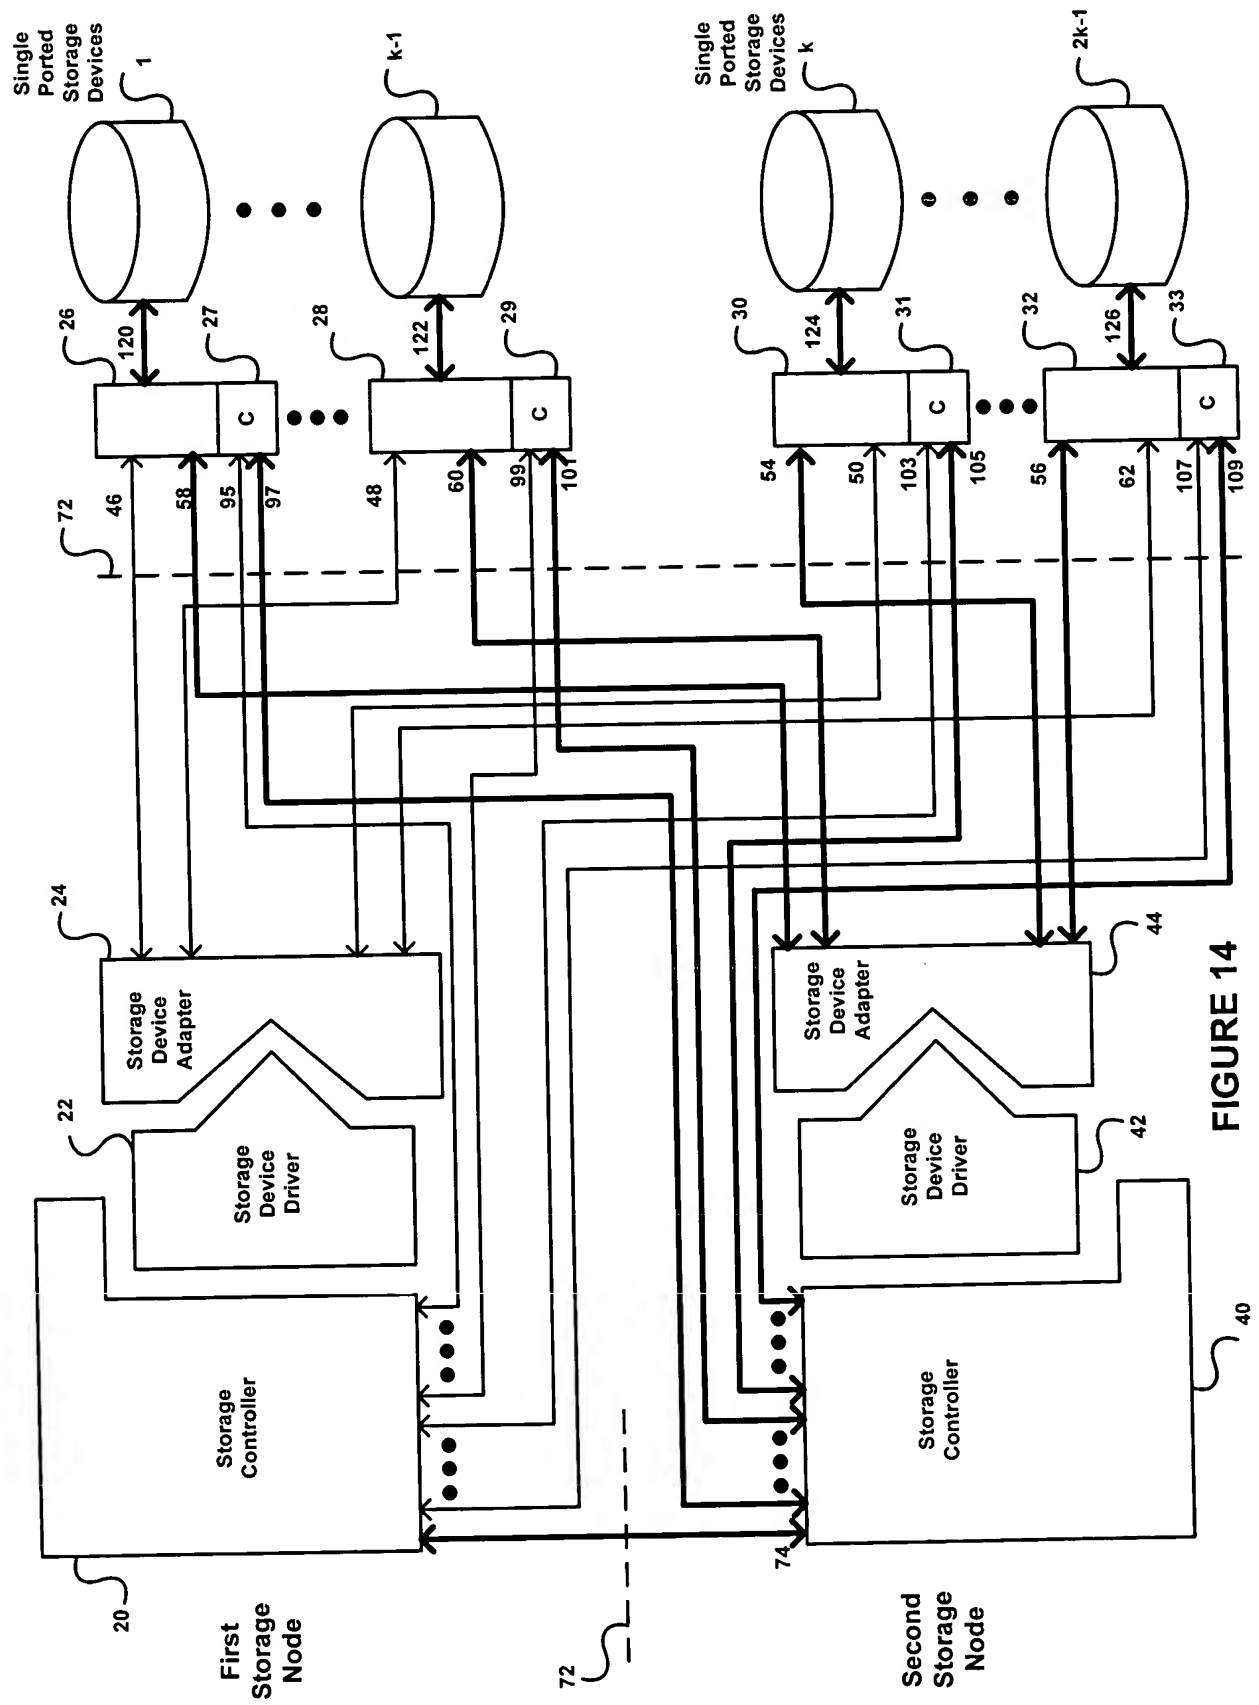 Single
Ported
Storage
Devices
1
k-1
Single
Ported
Storage
Devices
k
2k-1
26
120
27
28
122
29
30
124
31
32
126
33
C
C
C
C
72
46
58
95
97
48
60
99
101
54
50
103
105
56
62
107
109
24
Storage
Device
Adapter
44
Storage
Device
Adapter
22
Storage
Device
Driver
42
Storage
Device
Driver
20
Storage
Controller
40
Storage
Controller
74
72
First
Storage
Node
Second
Storage
Node
FIGURE 14